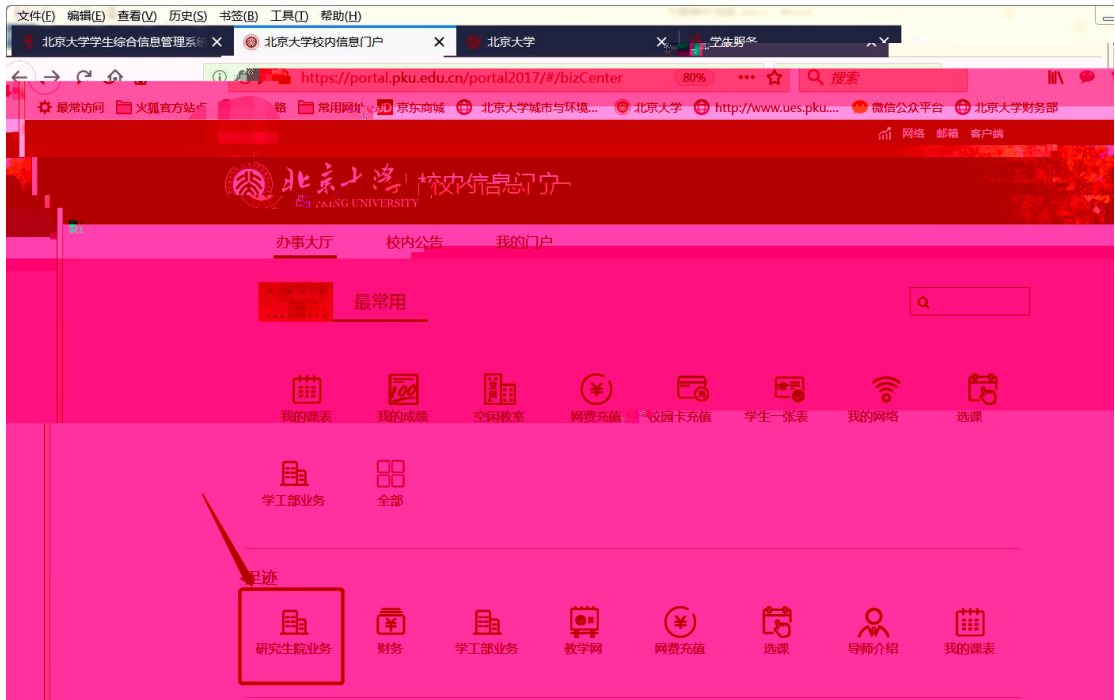 文件(F) 编辑(E) 查看(V) 历史(S) 书签(B) 工具(T) 帮助(H)
北京大学学生综合信息管理系统 北京大学校内信息门户 北京大学
https://portal.pku.edu.cn/portal2017/#/bizCenter 80% 搜索
最常访问 火狐官方站点 常用网址 JD 京东商城 北京大学城市与环境... 北京大学 http://www.ues.pku.... 微信公众平台 北京大学财务部
网络 邮箱 客户端
北京大学 校内信息门户
PEKING UNIVERSITY
办事大厅 校内公告 我的门户
最常用
我的课表 我的成绩 空闲教室 网费充值 校园卡充值 学生一张表 我的网络 选课
学工部业务 全部
足迹
研究生院业务 财务 学工部业务 教学网 网费充值 选课 导师介绍 我的课表